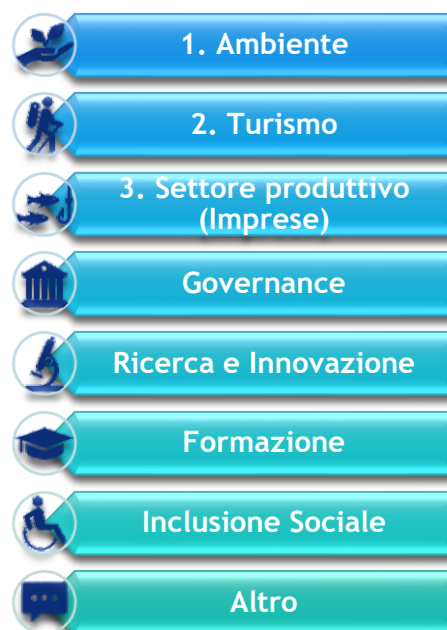 1. Ambiente
2. Turismo
3. Settore produttivo
(Imprese)
Governance
Ricerca e Innovazione
Formazione
Inclusione Sociale
Altro